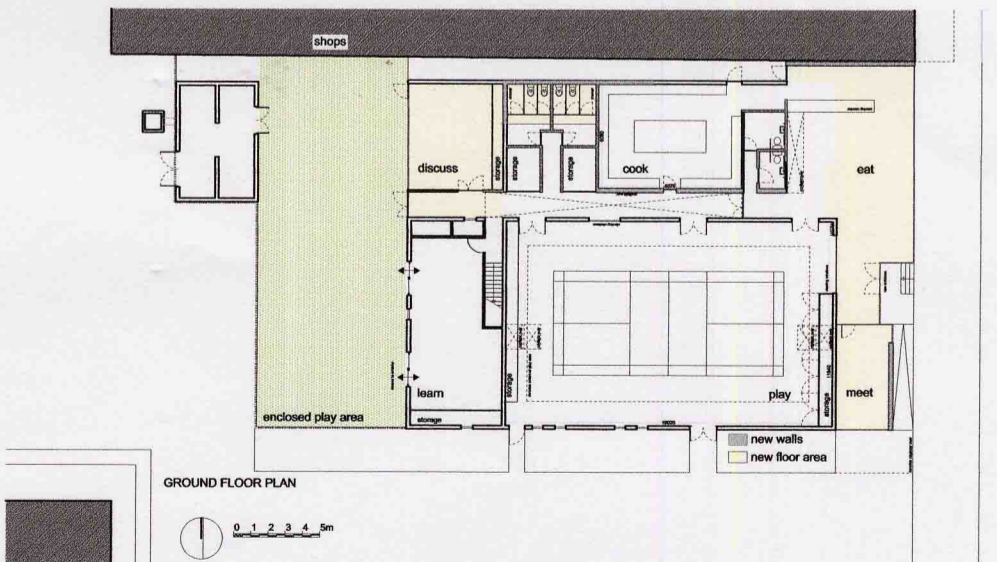 shops
discuss
storage
storage
storage
cook
eat
learn
storage
storage
play
storage
meet
enclosed play area
new walls
new floor area
GROUND FLOOR PLAN
0 1 2 3 4 5m